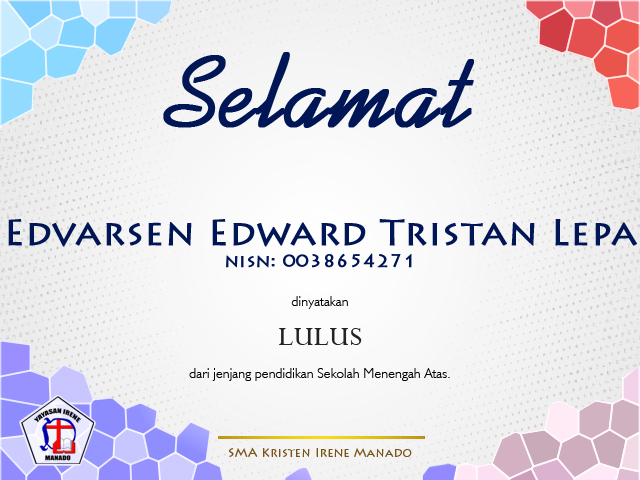 Selamat
Edvarsen Edward Tristan Lepa
NISN: 0038654271
dinyatakan
LULUS
dari jenjang pendidikan Sekolah Menengah Atas.
YAYASAN IRENE
MANADO
SMA Kristen Irene Manado